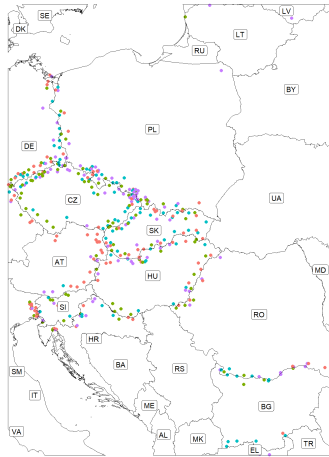 SE
LV
DK
LT
RU
BY
DE
PL
UA
CZ
SK
AT
HU
MD
SI
RO
HR
BA
RS
SM
IT
ME
BG
VA
AL
MK
EL
TR